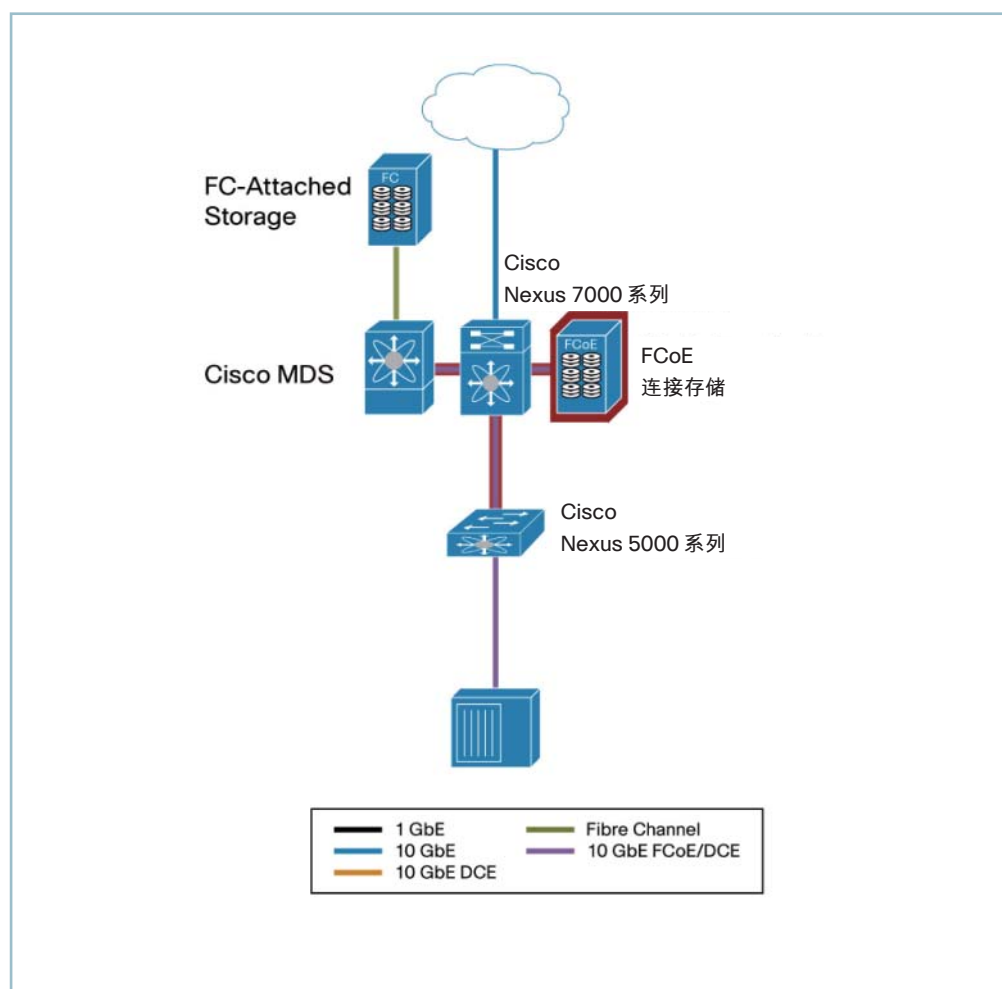 FC
FC-Attached
Storage
Cisco
Nexus 7000 系列
FCoE
FCoE
连接存储
Cisco MDS
Cisco
Nexus 5000 系列
1 GbE
10 GbE
10 GbE DCE
Fibre Channel
10 GbE FCoE/DCE